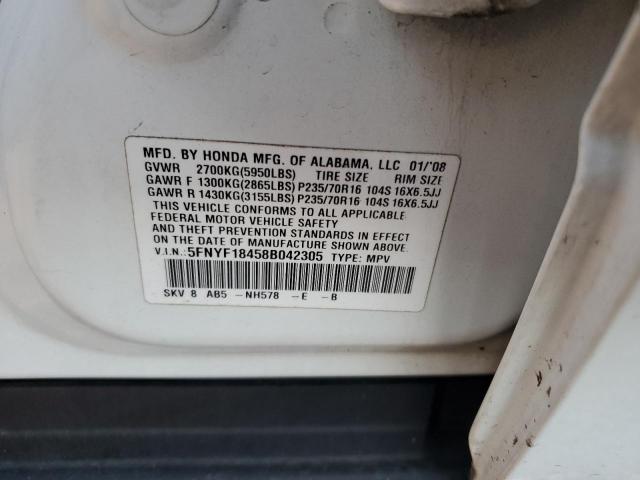 MFD. BY HONDA MFG. OF ALABAMA, LLC 01/'08
GVWR 2700KG(5950LBS) TIRE SIZE RIM SIZE
GAWR F 1300KG(2865LBS) P235/70R16 104S 16X6.5JJ
GAWR R 1430KG(3155LBS) P235/70R16 104S 16X6.5JJ
THIS VEHICLE CONFORMS TO ALL APPLICABLE
FEDERAL MOTOR VEHICLE SAFETY
AND THEFT PREVENTION STANDARDS IN EFFECT
ON THE DATE OF MANUFACTURE SHOWN ABOVE.
V.I.N.: 5FNYF18458B042305 TYPE: MPV
SKV 8 AB5 -NH578 -E -B